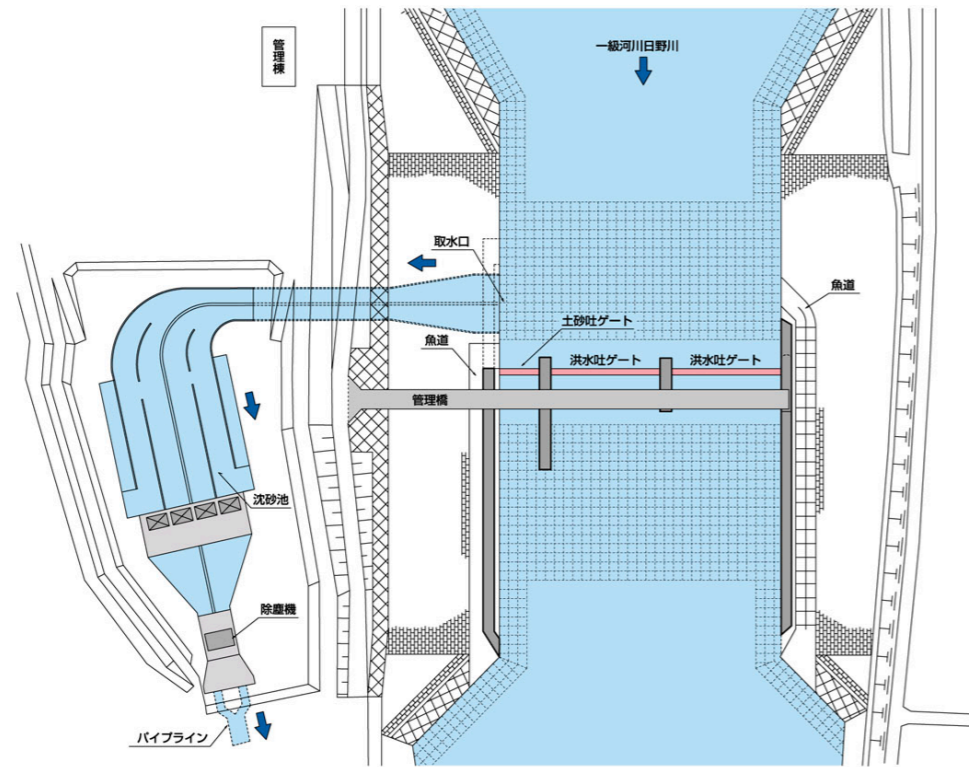 管理棟
一級河川日野川
取水口
魚道
土砂吐ゲート
魚道
洪水吐ゲート
洪水吐ゲート
管理橋
沈砂池
除塵機
パイプライン